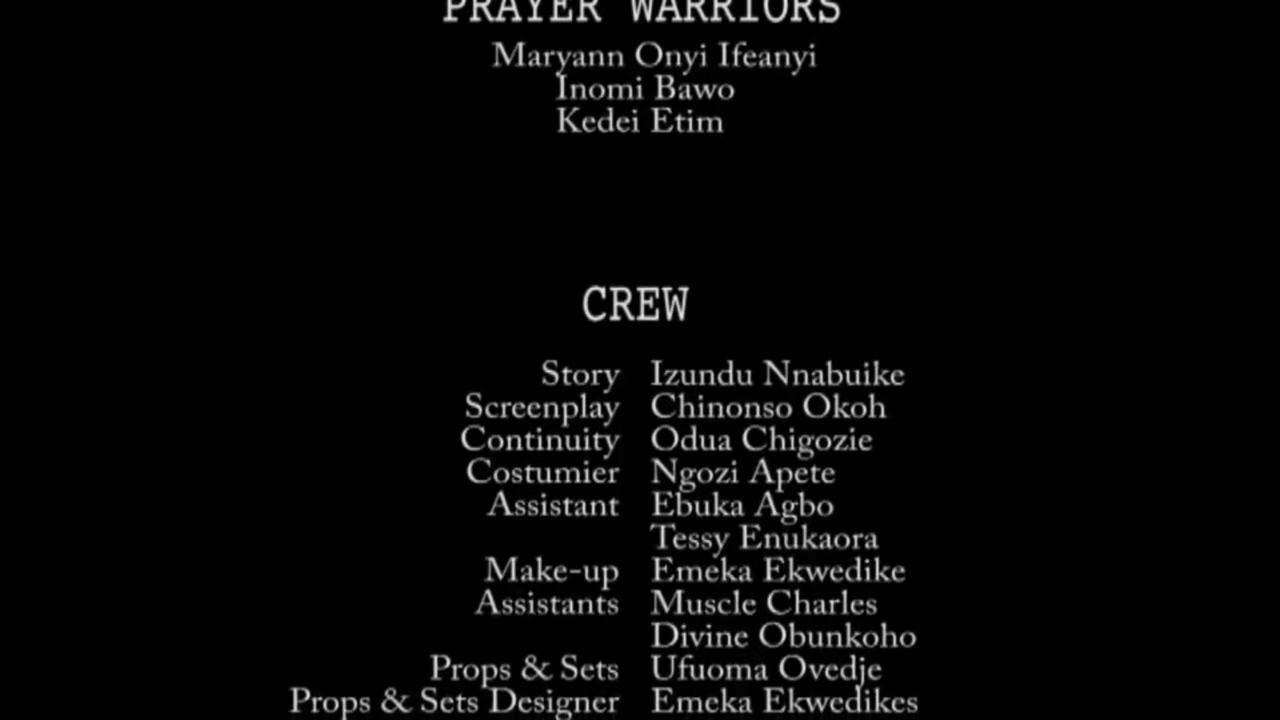 PRAYER WARRIORS
Maryann Onyi Ifeanyi
Inomi Bawo
Kedei Etim
CREW
Story Izundu Nnabuike
Screenplay Chinonso Okoh
Continuity Odua Chigozie
Costumier Ngozi Apete
Assistant Ebuka Agbo
Tessy Enukaora
Make-up Emeka Ekwedike
Assistants Muscle Charles
Divine Obunkoho
Props & Sets Ufuoma Ovedje
Props & Sets Designer Emeka Ekwedikes